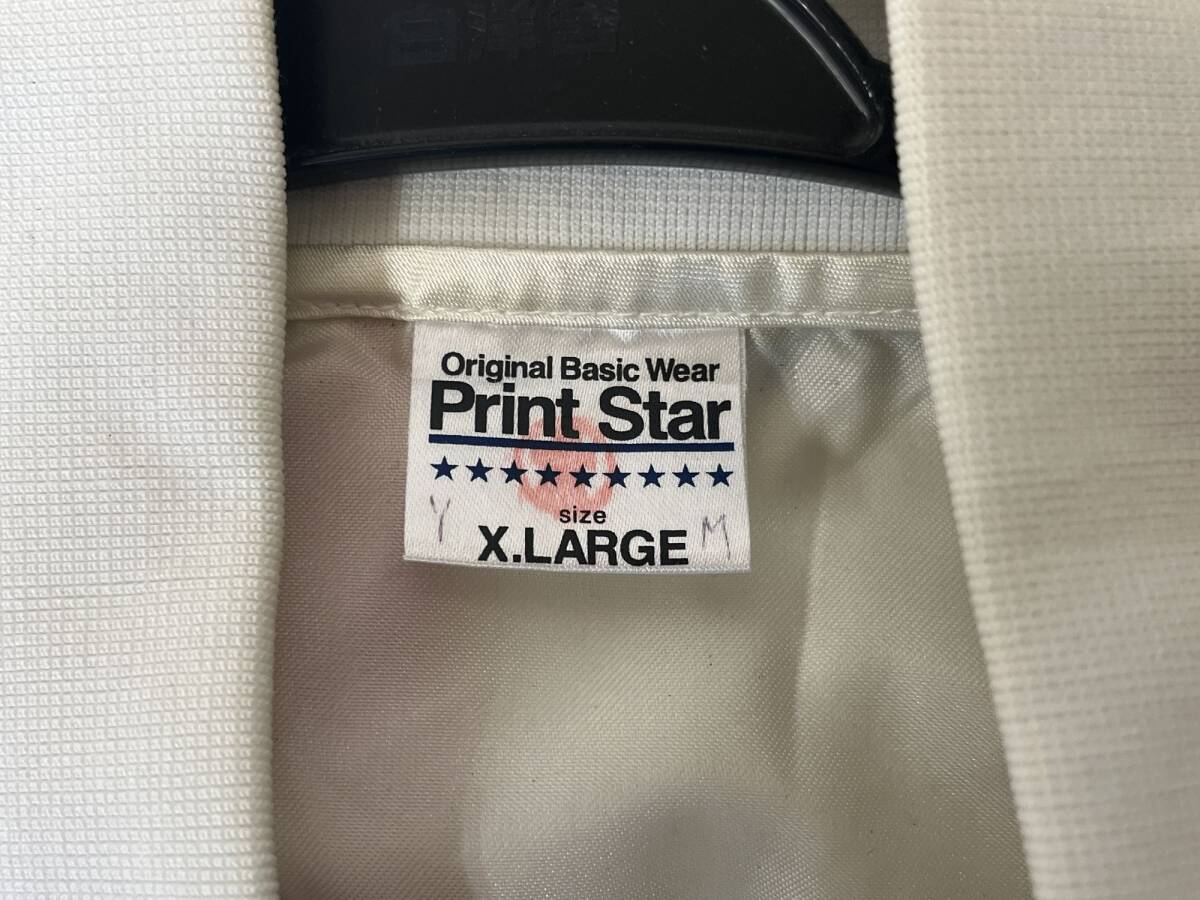 Original Basic Wear
Print Star
size
Y X.LARGE M